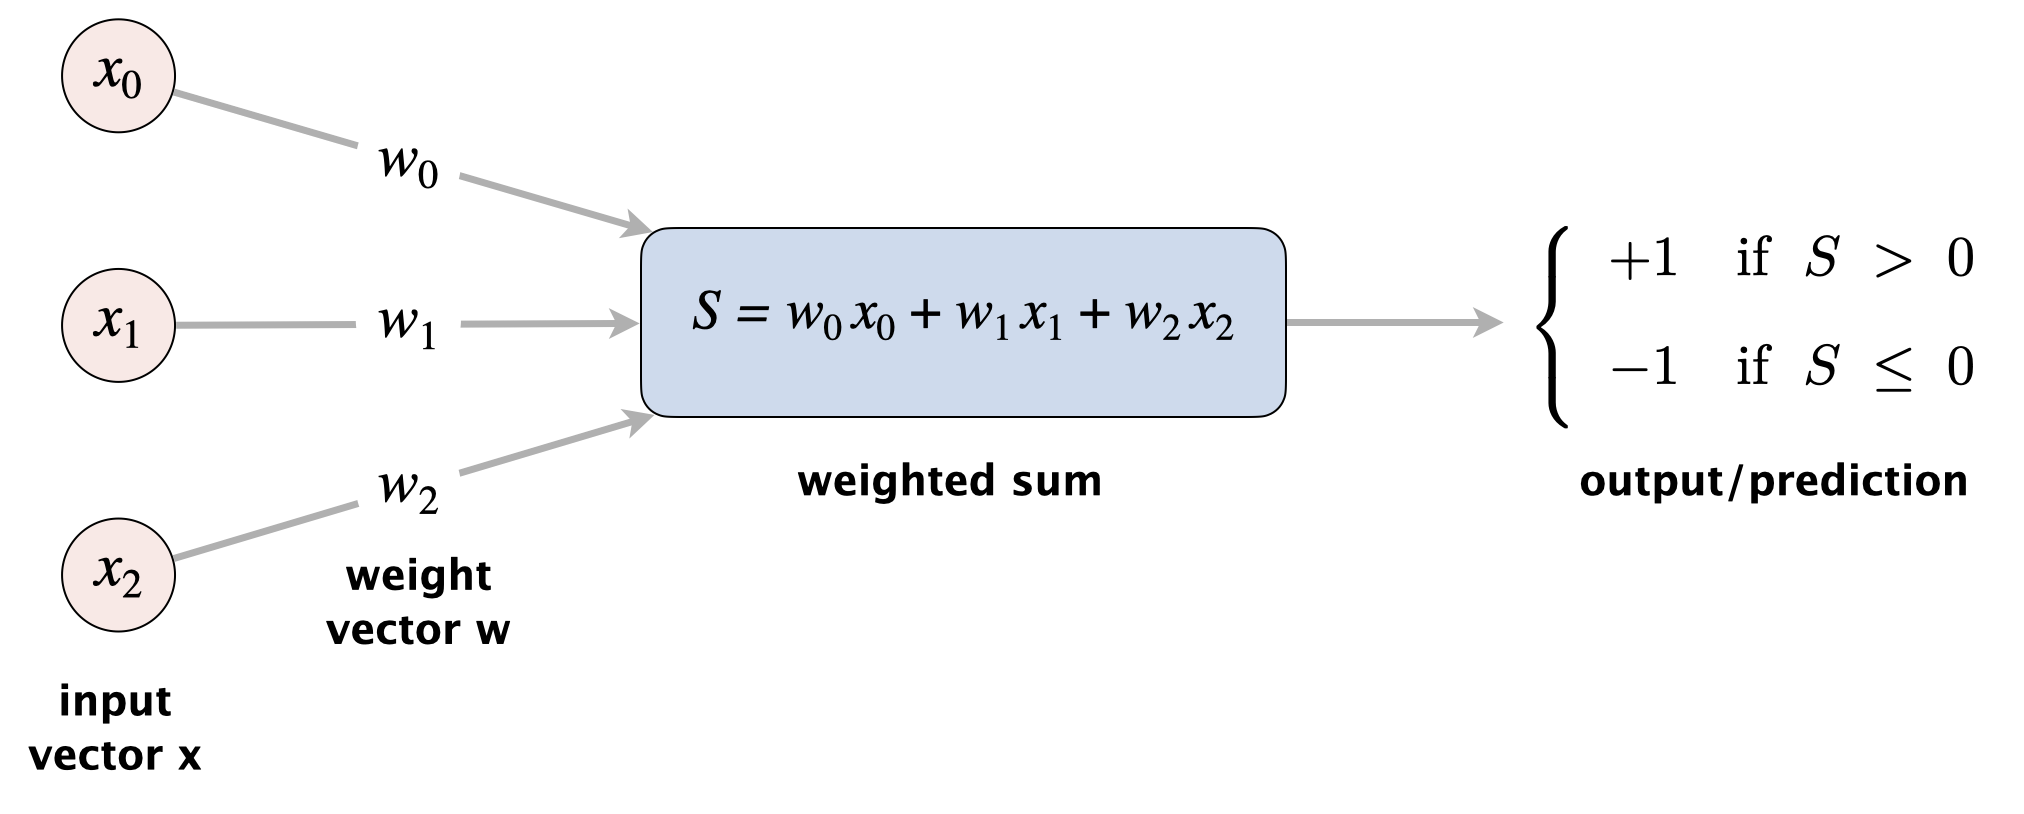 x₀
w₀
x₁
w₁
S = w₀ x₀ + w₁ x₁ + w₂ x₂
+1 if S > 0
−1 if S ≤ 0
weighted sum
output/prediction
w₂
x₂
weight
vector w
input
vector x